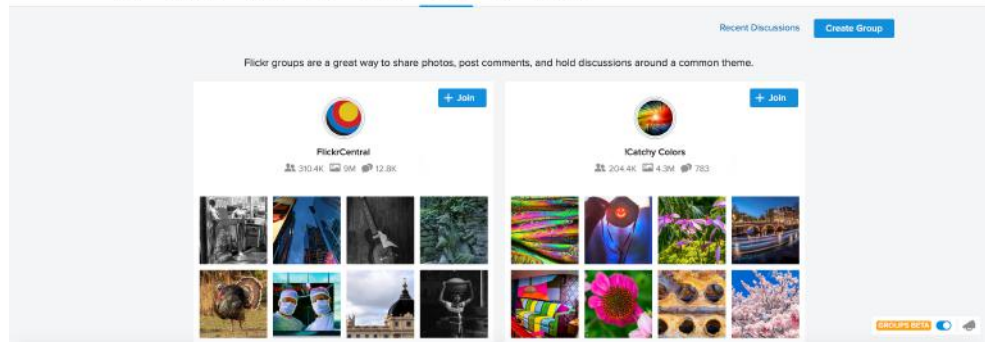 Recent Discussions
Create Group
Flickr groups are a great way to share photos, post comments, and hold discussions around a common theme.
+ Join
FlickrCentral
310.4K 9M 12.8K
+ Join
!Catchy Colors
204.4K 4.3M 783
GROUPS BETA